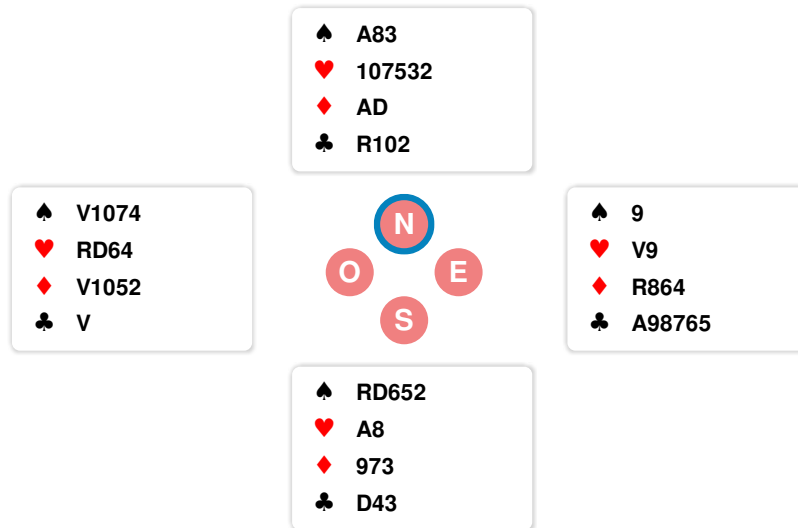 ♠ A83
♥ 107532
♦ AD
♣ R102
♠ V1074
♥ RD64
♦ V1052
♣ V
N
O
E
S
♠ 9
♥ V9
♦ R864
♣ A98765
♠ RD652
♥ A8
♦ 973
♣ D43